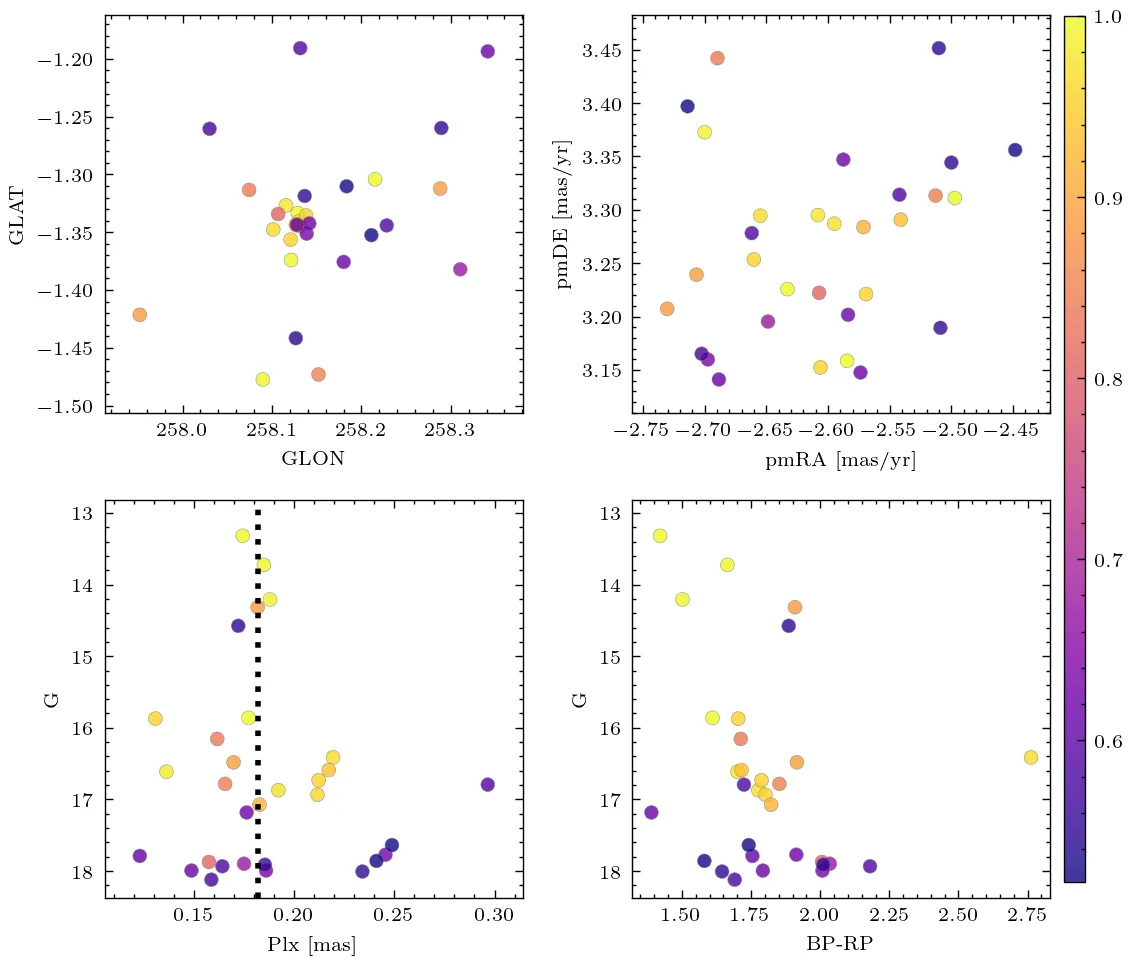 −1.20
−1.25
−1.30
−1.35
−1.40
−1.45
−1.50
GLAT
258.0 258.1 258.2 258.3
GLON
3.45
3.40
3.35
3.30
3.25
3.20
3.15
pmDE [mas/yr]
−2.75 −2.70 −2.65 −2.60 −2.55 −2.50 −2.45
pmRA [mas/yr]
1.0
0.9
0.8
0.7
0.6
13
14
15
16
17
18
G
0.15 0.20 0.25 0.30
Plx [mas]
13
14
15
16
17
18
G
1.50 1.75 2.00 2.25 2.50 2.75
BP-RP